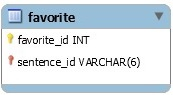 favorite
favorite_id INT
sentence_id VARCHAR(6)